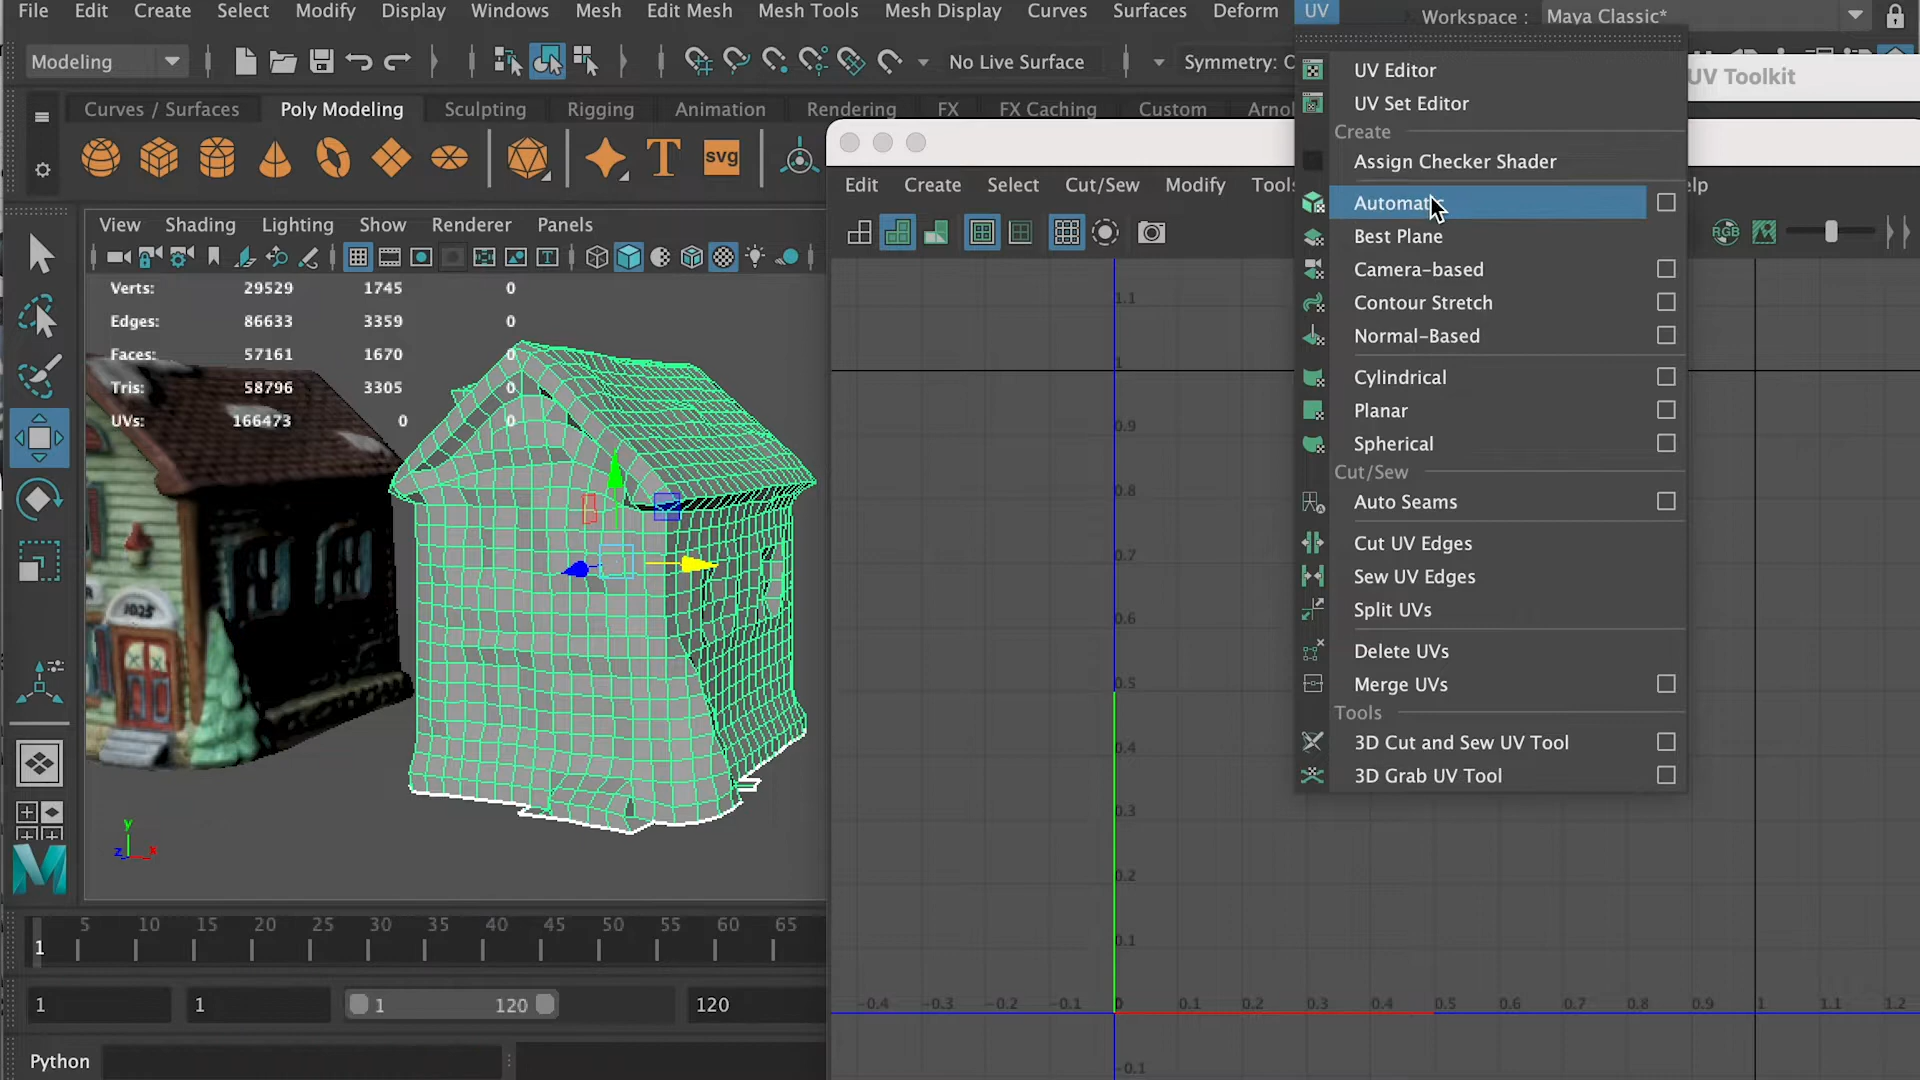 File Edit Create Select Modify Display Windows Mesh Edit Mesh Mesh Tools Mesh Display Curves Surfaces Deform UV Workspace : Maya Classic*
Modeling No Live Surface Symmetry:
UV Toolkit
Curves / Surfaces Poly Modeling Sculpting Rigging Animation Rendering FX FX Caching Custom
svg
Edit Create Select Cut/Sew Modify
View Shading Lighting Show Renderer Panels
RGB
Verts: 29529 1745 0
Edges: 86633 3359 0
Faces: 57161 1670 0
Tris: 58796 3305 0
UVs: 166473 0 0
1025
y
z x
UV Editor
UV Set Editor
Create
Assign Checker Shader
Automatic
Best Plane
Camera-based
Contour Stretch
Normal-Based
Cylindrical
Planar
Spherical
Cut/Sew
Auto Seams
Cut UV Edges
Sew UV Edges
Split UVs
Delete UVs
Merge UVs
Tools
3D Cut and Sew UV Tool
3D Grab UV Tool
1.1
1
0.9
0.8
0.7
0.6
0.5
0.4
0.3
0.2
0.1
-0.4 -0.3 -0.2 -0.1 0 0.1 0.2 0.3 0.4 0.5 0.6 0.7 0.8 0.9 1 1.1 1.2
-0.1
5 10 15 20 25 30 35 40 45 50 55 60 65
1
1 1 1 120 120
Python